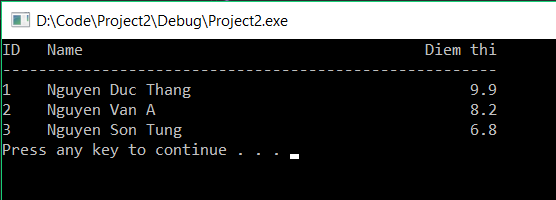 D:\Code\Project2\Debug\Project2.exe
ID Name Diem thi
-------------------------------------------------------
1 Nguyen Duc Thang 9.9
2 Nguyen Van A 8.2
3 Nguyen Son Tung 6.8
Press any key to continue . . .